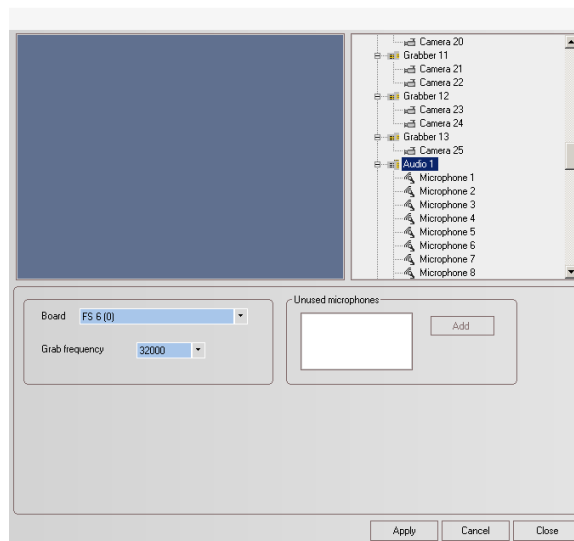 Camera 20
Grabber 11
Camera 21
Camera 22
Grabber 12
Camera 23
Camera 24
Grabber 13
Camera 25
Audio 1
Microphone 1
Microphone 2
Microphone 3
Microphone 4
Microphone 5
Microphone 6
Microphone 7
Microphone 8
Board FS 6 (0)
Grab frequency 32000
Unused microphones
Add
Apply Cancel Close